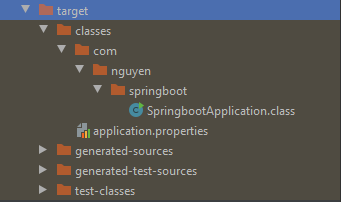 target
classes
com
nguyen
springboot
SpringbootApplication.class
application.properties
generated-sources
generated-test-sources
test-classes